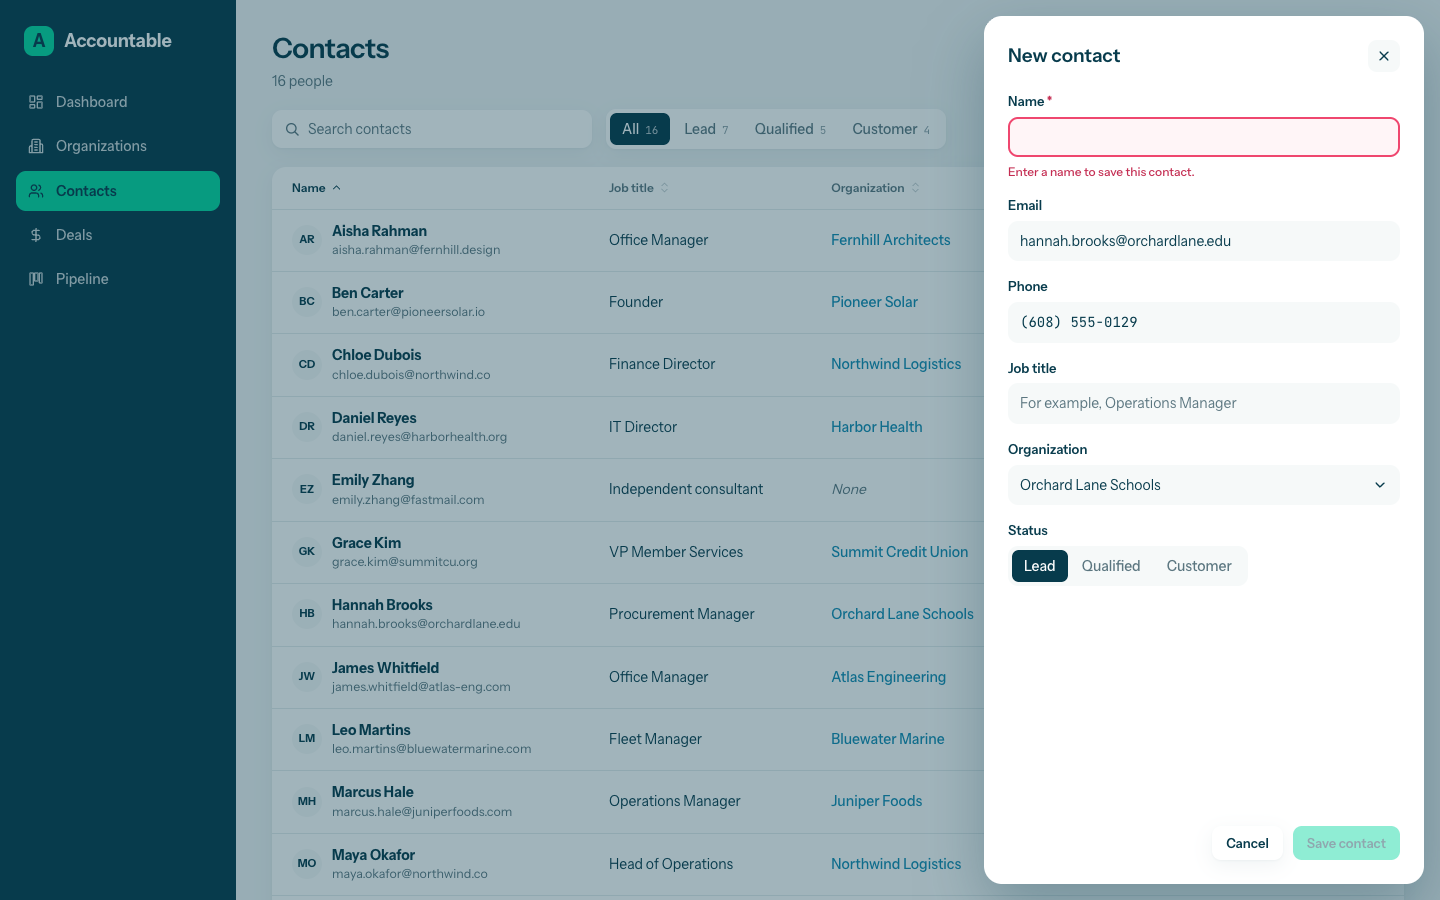 A Accountable
Dashboard
Organizations
Contacts
Deals
Pipeline
Contacts
16 people
Search contacts
All 16 Lead 7 Qualified 5 Customer 4
Name Job title Organization
AR Aisha Rahman Office Manager Fernhill Architects
aisha.rahman@fernhill.design
BC Ben Carter Founder Pioneer Solar
ben.carter@pioneersolar.io
CD Chloe Dubois Finance Director Northwind Logistics
chloe.dubois@northwind.co
DR Daniel Reyes IT Director Harbor Health
daniel.reyes@harborhealth.org
EZ Emily Zhang Independent consultant None
emily.zhang@fastmail.com
GK Grace Kim VP Member Services Summit Credit Union
grace.kim@summitcu.org
HB Hannah Brooks Procurement Manager Orchard Lane Schools
hannah.brooks@orchardlane.edu
JW James Whitfield Office Manager Atlas Engineering
james.whitfield@atlas-eng.com
LM Leo Martins Fleet Manager Bluewater Marine
leo.martins@bluewatermarine.com
MH Marcus Hale Operations Manager Juniper Foods
marcus.hale@juniperfoods.com
MO Maya Okafor Head of Operations Northwind Logistics
maya.okafor@northwind.co
New contact
Name *
Enter a name to save this contact.
Email
hannah.brooks@orchardlane.edu
Phone
(608) 555-0129
Job title
For example, Operations Manager
Organization
Orchard Lane Schools
Status
Lead Qualified Customer
Cancel Save contact